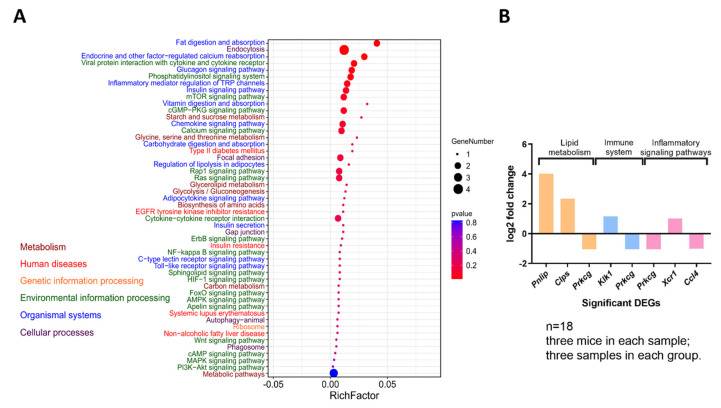 A
Fat digestion and absorption
Endocytosis
Endocrine and other factor-regulated calcium reabsorption
Viral protein interaction with cytokine and cytokine receptor
Glucagon signaling pathway
Phosphatidylinositol signaling system
Inflammatory mediator regulation of TRP channels
Insulin signaling pathway
mTOR signaling pathway
Vitamin digestion and absorption
cGMP-PKG signaling pathway
Starch and sucrose metabolism
Chemokine signaling pathway
Calcium signaling pathway
Glycine, serine and threonine metabolism
Carbohydrate digestion and absorption
Type II diabetes mellitus
Focal adhesion
Regulation of lipolysis in adipocytes
Rap1 signaling pathway
Ras signaling pathway
Glycerolipid metabolism
Glycolysis / Gluconeogenesis
Adipocytokine signaling pathway
Biosynthesis of amino acids
EGFR tyrosine kinase inhibitor resistance
Cytokine-cytokine receptor interaction
Insulin secretion
Gap junction
ErbB signaling pathway
Insulin resistance
NF-kappa B signaling pathway
C-type lectin receptor signaling pathway
Toll-like receptor signaling pathway
Sphingolipid signaling pathway
HIF-1 signaling pathway
Carbon metabolism
FoxO signaling pathway
AMPK signaling pathway
Apelin signaling pathway
Systemic lupus erythematosus
Autophagy-animal
Ribosome
Non-alcoholic fatty liver disease
Wnt signaling pathway
Phagosome
cAMP signaling pathway
MAPK signaling pathway
PI3K-Akt signaling pathway
Metabolic pathways
-0.05
0.00
0.05
RichFactor
Metabolism
Human diseases
Genetic information processing
Environmental information processing
Organismal systems
Cellular processes
GeneNumber
1
2
3
4
pvalue
0.8
0.6
0.4
0.2
B
Lipid metabolism
Immune system
Inflammatory signaling pathways
log2 fold change
6
4
2
0
-2
Pnlip
Clps
Prkcg
Klk1
Prkcg
Prkcg
Xcr1
Ccl4
Significant DEGs
n=18
three mice in each sample;
three samples in each group.